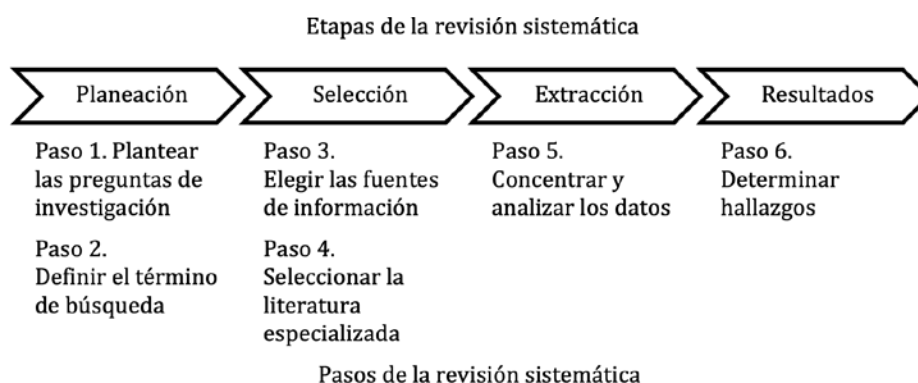 Etapas de la revisión sistemática
Planeación
Selección
Extracción
Resultados
Paso 1. Plantear
las preguntas de
investigación
Paso 2.
Definir el término
de búsqueda
Paso 3.
Elegir las fuentes
de información
Paso 4.
Seleccionar la
literatura
especializada
Paso 5.
Concentrar y
analizar los datos
Paso 6.
Determinar
hallazgos
Pasos de la revisión sistemática